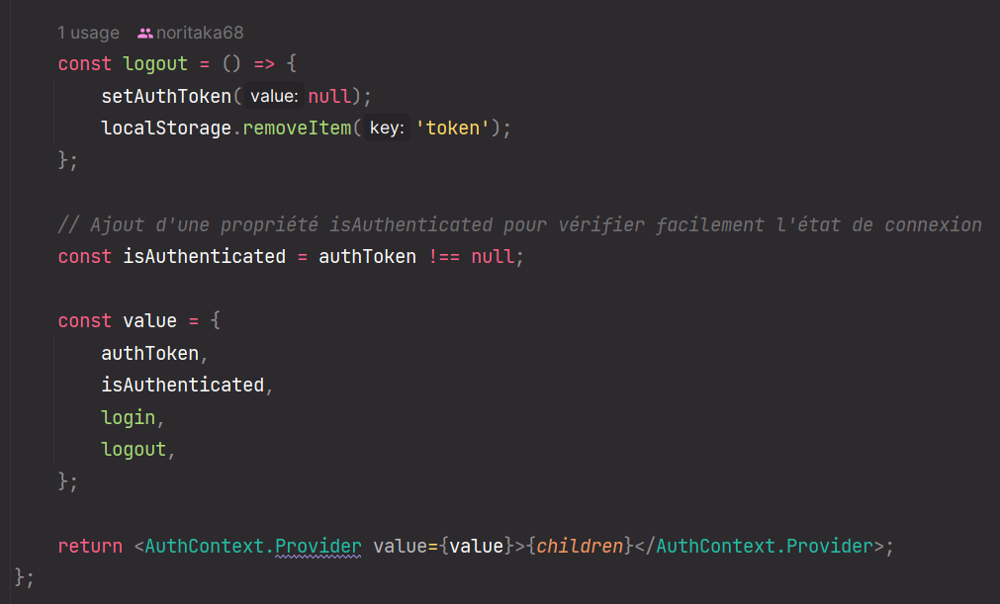 1 usage noritaka68
const logout = () => {
setAuthToken( value: null);
localStorage.removeItem( key: 'token');
};
// Ajout d'une propriété isAuthenticated pour vérifier facilement l'état de connexion
const isAuthenticated = authToken !== null;
const value = {
authToken,
isAuthenticated,
login,
logout,
};
return <AuthContext.Provider value={value}>{children}</AuthContext.Provider>;
};